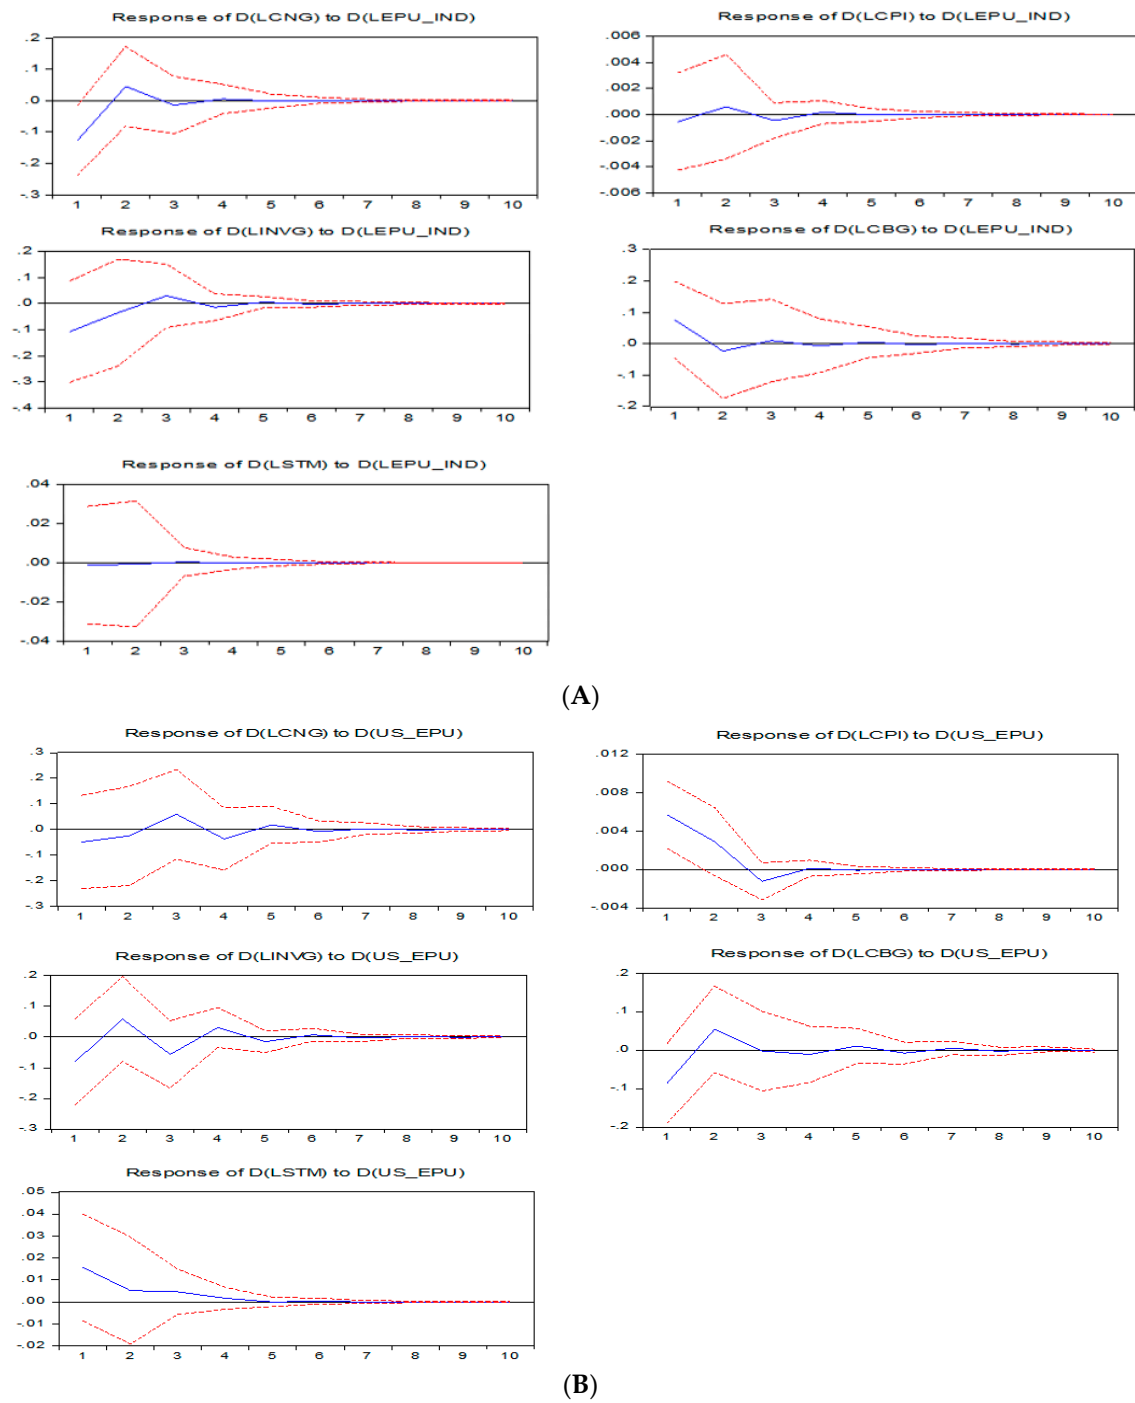 Response of D(LCNG) to D(LEPU_IND)
.2
.1
.0
-.1
-.2
-.3
1 2 3 4 5 6 7 8 9 10
Response of D(LCPI) to D(LEPU_IND)
.006
.004
.002
.000
-.002
-.004
-.006
1 2 3 4 5 6 7 8 9 10
Response of D(LINVG) to D(LEPU_IND)
.2
.1
.0
-.1
-.2
-.3
-.4
1 2 3 4 5 6 7 8 9 10
Response of D(LCBG) to D(LEPU_IND)
.3
.2
.1
.0
-.1
-.2
1 2 3 4 5 6 7 8 9 10
Response of D(LSTM) to D(LEPU_IND)
.04
.02
.00
-.02
-.04
1 2 3 4 5 6 7 8 9 10
(A)
Response of D(LCNG) to D(US_EPU)
.3
.2
.1
.0
-.1
-.2
-.3
1 2 3 4 5 6 7 8 9 10
Response of D(LCPI) to D(US_EPU)
.012
.008
.004
.000
-.004
1 2 3 4 5 6 7 8 9 10
Response of D(LINVG) to D(US_EPU)
.2
.1
.0
-.1
-.2
-.3
1 2 3 4 5 6 7 8 9 10
Response of D(LCBG) to D(US_EPU)
.2
.1
.0
-.1
-.2
1 2 3 4 5 6 7 8 9 10
Response of D(LSTM) to D(US_EPU)
.05
.04
.03
.02
.01
.00
-.01
-.02
1 2 3 4 5 6 7 8 9 10
(B)